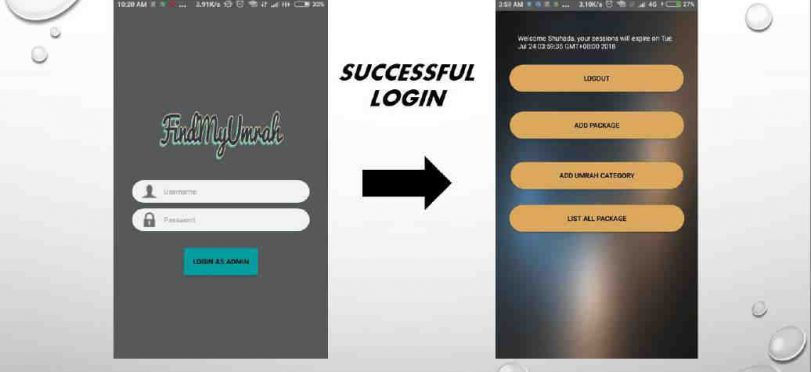 10:20 AM ... 3.91K/s H+ 30%
FindMyUmrah
Username
Password
LOGIN AS ADMIN
SUCCESSFUL
LOGIN
3:59 AM ... 3.10K/s 4G 27%
Welcome Shuhada, your sessions will expire on Tue
Jul 24 03:59:35 GMT+08:00 2018
LOGOUT
ADD PACKAGE
ADD UMRAH CATEGORY
LIST ALL PACKAGE